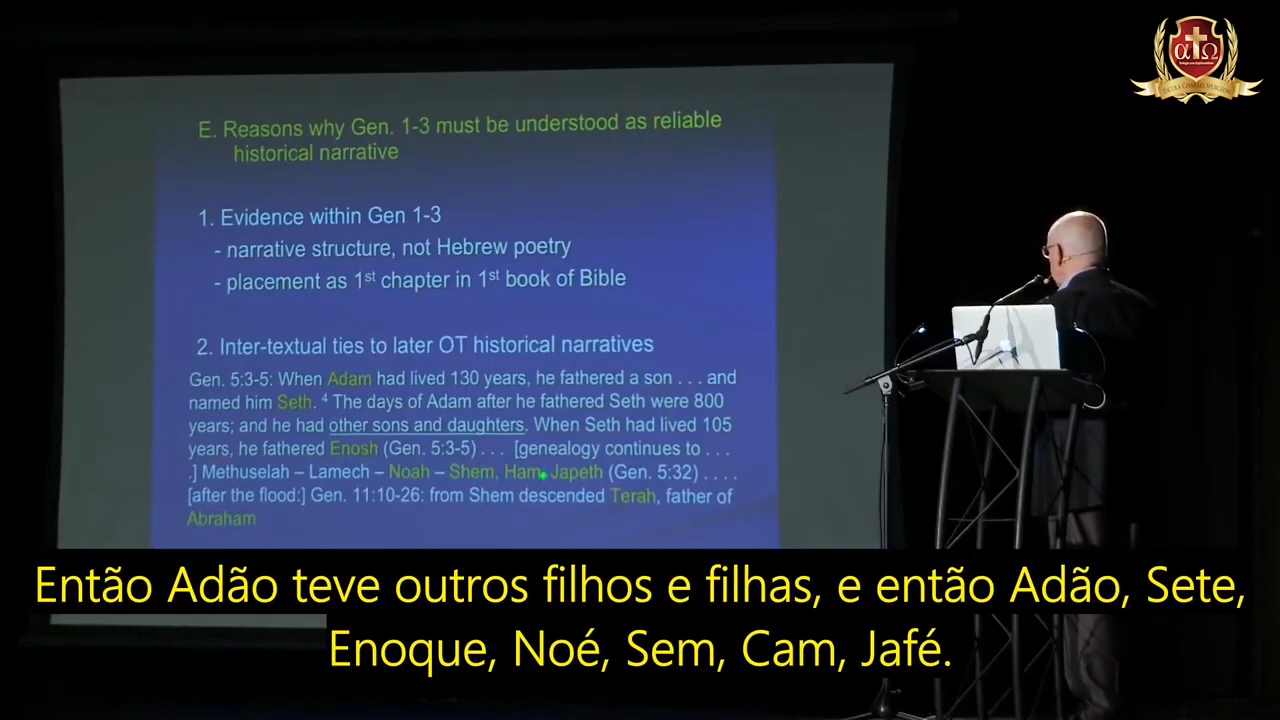 E. Reasons why Gen. 1-3 must be understood as reliable
historical narrative
1. Evidence within Gen 1-3
- narrative structure, not Hebrew poetry
- placement as 1st chapter in 1st book of Bible
2. Inter-textual ties to later OT historical narratives
Gen. 5:3-5: When Adam had lived 130 years, he fathered a son . . . and
named him Seth. 4 The days of Adam after he fathered Seth were 800
years; and he had other sons and daughters. When Seth had lived 105
years, he fathered Enosh (Gen. 5:3-5) . . . [genealogy continues to . . .
.] Methuselah – Lamech – Noah – Shem, Ham, Japeth (Gen. 5:32) . . . .
[after the flood:] Gen. 11:10-26: from Shem descended Terah, father of
Abraham
α Ω
ESCOLA CHARLES SPURGEON
Então Adão teve outros filhos e filhas, e então Adão, Sete,
Enoque, Noé, Sem, Cam, Jafé.